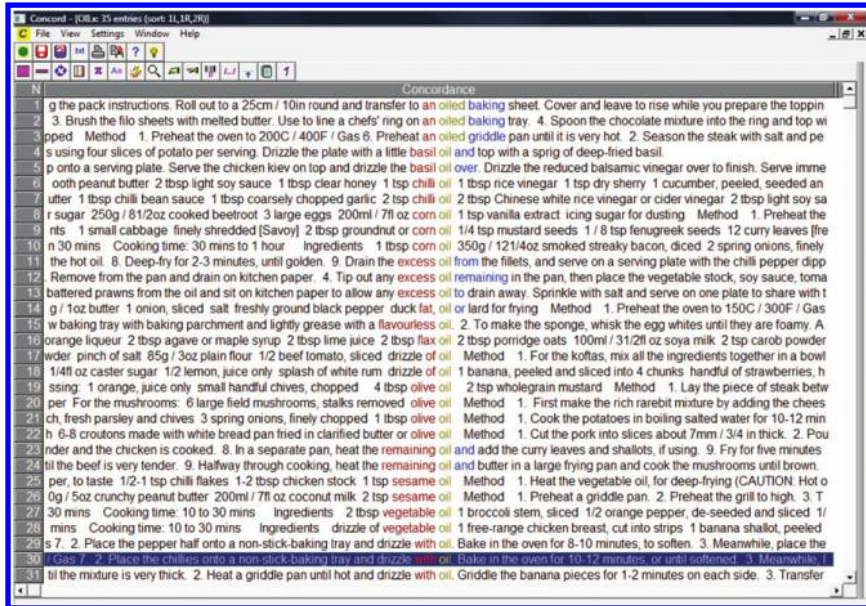 Concord - [OILx: 35 entries (sort: 1L,1R,2R)]
C File View Settings Window Help
N Concordance
1 g the pack instructions. Roll out to a 25cm / 10in round and transfer to an oiled baking sheet. Cover and leave to rise while you prepare the toppin
2 3. Brush the filo sheets with melted butter. Use to line a chefs' ring on an oiled baking tray. 4. Spoon the chocolate mixture into the ring and top wi
3 pped Method 1. Preheat the oven to 200C / 400F / Gas 6. Preheat an oiled griddle pan until it is very hot. 2. Season the steak with salt and pe
4 s using four slices of potato per serving. Drizzle the plate with a little basil oil and top with a sprig of deep-fried basil.
5 p onto a serving plate. Serve the chicken kiev on top and drizzle the basil oil over. Drizzle the reduced balsamic vinegar over to finish. Serve imme
6 ooth peanut butter 2 tbsp light soy sauce 1 tbsp clear honey 1 tsp chilli oil 1 tbsp rice vinegar 1 tsp dry sherry 1 cucumber, peeled, seeded an
7 utter 1 tbsp chilli bean sauce 1 tbsp coarsely chopped garlic 2 tsp chilli oil 2 tbsp Chinese white rice vinegar or cider vinegar 2 tbsp light soy sa
8 r sugar 250g / 81/2oz cooked beetroot 3 large eggs 200ml / 7fl oz corn oil 1 tsp vanilla extract icing sugar for dusting Method 1. Preheat the
9 nts 1 small cabbage finely shredded [Savoy] 2 tbsp groundnut or corn oil 1/4 tsp mustard seeds 1 / 8 tsp fenugreek seeds 12 curry leaves [fre
10 n 30 mins Cooking time: 30 mins to 1 hour Ingredients 1 tbsp corn oil 350g / 121/4oz smoked streaky bacon, diced 2 spring onions, finely
11 the hot oil. 8. Deep-fry for 2-3 minutes, until golden. 9. Drain the excess oil from the fillets, and serve on a serving plate with the chilli pepper dipp
12 . Remove from the pan and drain on kitchen paper. 4. Tip out any excess oil remaining in the pan, then place the vegetable stock, soy sauce, toma
13 battered prawns from the oil and sit on kitchen paper to allow any excess oil to drain away. Sprinkle with salt and serve on one plate to share with t
14 g / 1oz butter 1 onion, sliced salt freshly ground black pepper duck fat, oil or lard for frying Method 1. Preheat the oven to 150C / 300F / Gas
15 w baking tray with baking parchment and lightly grease with a flavourless oil. 2. To make the sponge, whisk the egg whites until they are foamy. A
16 orange liqueur 2 tbsp agave or maple syrup 2 tbsp lime juice 2 tbsp flax oil 2 tbsp porridge oats 100ml / 31/2fl oz soya milk 2 tsp carob powder
17 wder pinch of salt 85g / 3oz plain flour 1/2 beef tomato, sliced drizzle of oil Method 1. For the koftas, mix all the ingredients together in a bowl
18 1/4fl oz caster sugar 1/2 lemon, juice only splash of white rum drizzle of oil 1 banana, peeled and sliced into 4 chunks handful of strawberries, h
19 ssing: 1 orange, juice only small handful chives, chopped 4 tbsp olive oil 2 tsp wholegrain mustard Method 1. Lay the piece of steak betw
20 per For the mushrooms: 6 large field mushrooms, stalks removed olive oil Method 1. First make the rich rarebit mixture by adding the chees
21 ch, fresh parsley and chives 3 spring onions, finely chopped 1 tbsp olive oil Method 1. Cook the potatoes in boiling salted water for 10-12 min
22 h 6-8 croutons made with white bread pan fried in clarified butter or olive oil Method 1. Cut the pork into slices about 7mm / 3/4 in thick. 2. Pou
23 nder and the chicken is cooked. 8. In a separate pan, heat the remaining oil and add the curry leaves and shallots, if using. 9. Fry for five minutes
24 til the beef is very tender. 9. Halfway through cooking, heat the remaining oil and butter in a large frying pan and cook the mushrooms until brown.
25 per, to taste 1/2-1 tsp chilli flakes 1-2 tbsp chicken stock 1 tsp sesame oil Method 1. Heat the vegetable oil, for deep-frying (CAUTION: Hot o
26 0g / 5oz crunchy peanut butter 200ml / 7fl oz coconut milk 2 tsp sesame oil Method 1. Preheat a griddle pan. 2. Preheat the grill to high. 3. T
27 30 mins Cooking time: 10 to 30 mins Ingredients 2 tbsp vegetable oil 1 broccoli stem, sliced 1/2 orange pepper, de-seeded and sliced 1/
28 mins Cooking time: 10 to 30 mins Ingredients drizzle of vegetable oil 1 free-range chicken breast, cut into strips 1 banana shallot, peeled
29 s 7. 2. Place the pepper half onto a non-stick-baking tray and drizzle with oil. Bake in the oven for 8-10 minutes, to soften. 3. Meanwhile, place the
30 / Gas 7. 2. Place the chillies onto a non-stick-baking tray and drizzle with oil. Bake in the oven for 10-12 minutes, or until softened. 3. Meanwhile, l
31 til the mixture is very thick. 2. Heat a griddle pan until hot and drizzle with oil. Griddle the banana pieces for 1-2 minutes on each side. 3. Transfer